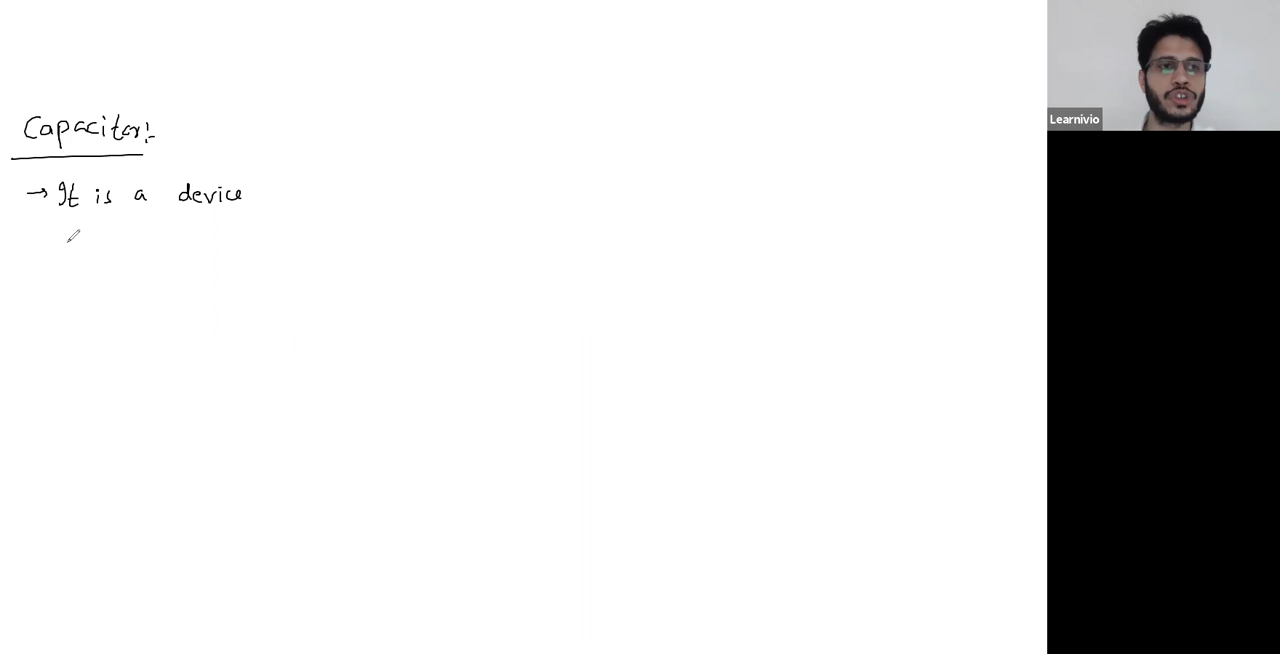 Capacitor:-
→ It is a device
Learnivio